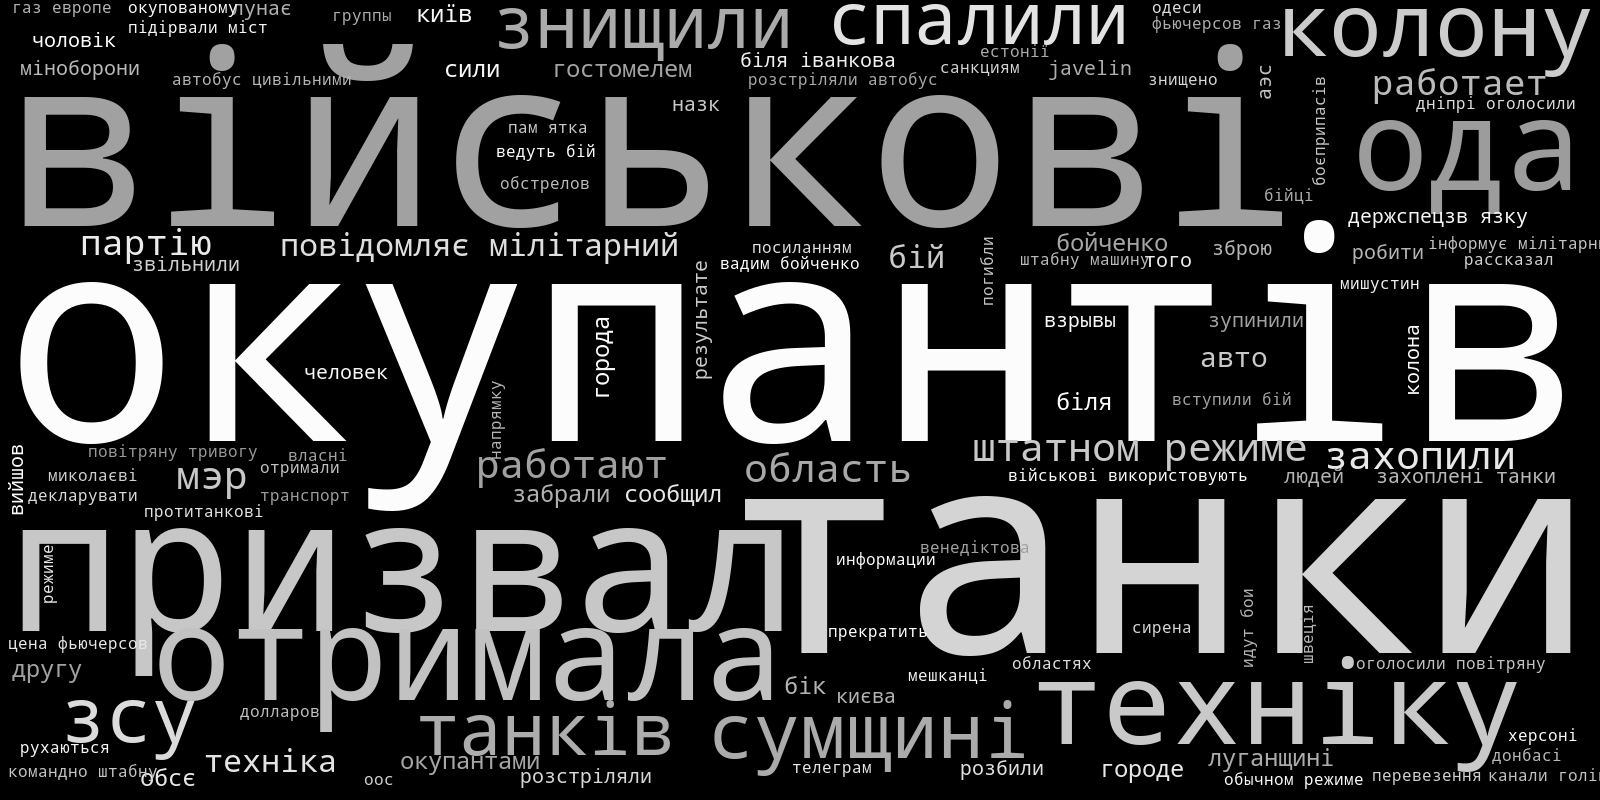 газ европе
окупованому
лунає
группы
київ
знищили
спалили
одеси
фьючерсов газ
колону
підірвали міст
чоловік
міноборони
автобус цивільними
сили
гостомелем
біля іванкова
естонії
санкциям
javelin
розстріляли автобус
знищено
аэс
работает
дніпрі оголосили
військові
назк
пам ятка
ведуть бій
обстрелов
боєприпасів
ода
бійці
держспецзв язку
партію
звільнили
повідомляє мілітарний
посиланням
вадим бойченко
бій
погибли
бойченко
штабну машину
того
зброю
робити
інформує мілітарн
рассказал
мишустин
окупантів
результате
города
человек
напрямку
взрывы
зупинили
авто
біля
вступили бій
колона
вийшов
повітряну тривогу
власні
миколаєві
мэр
отримали
декларувати
транспорт
работают
забрали
сообщил
область
штатном режиме
захопили
військові використовують
людей
захоплені танки
протитанкові
призвал
танки
режиме
информации
венедіктова
прекратить
сирена
идут бои
швеція
цена фьючерсов
другу
отримала
бік
києва
мешканці
областях
оголосили повітряну
зсу
долларов
танків
сумщині
техніку
херсоні
рухаються
командно штабну
обсє
техніка
оос
окупантами
розстріляли
телеграм
розбили
городе
луганщині
донбасі
обычном режиме
перевезення
канали голі